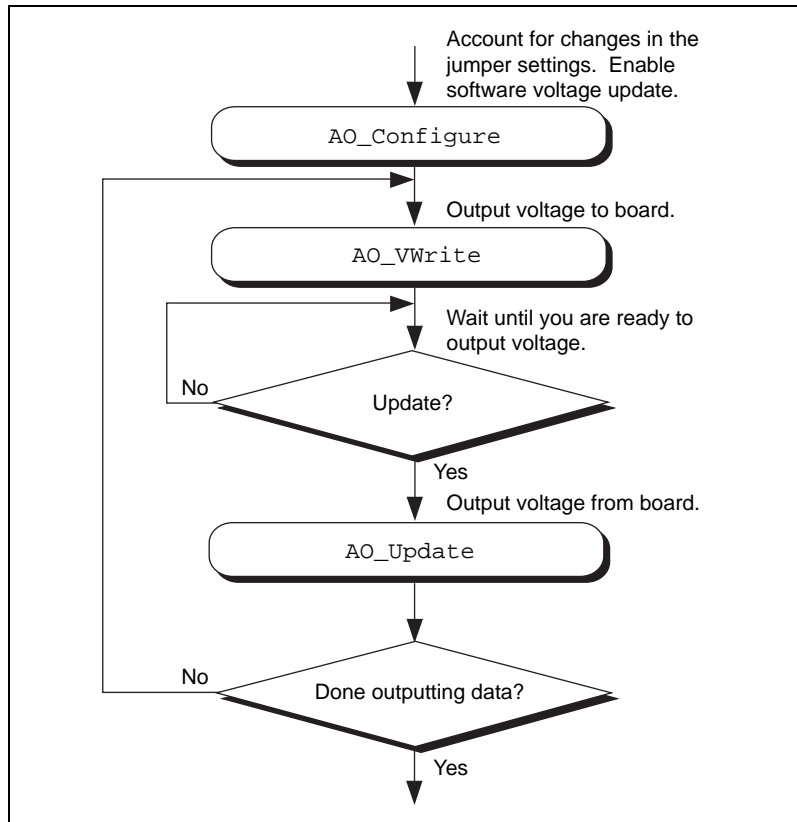 Account for changes in the
jumper settings. Enable
software voltage update.
AO_Configure
Output voltage to board.
AO_VWrite
Wait until you are ready to
output voltage.
No
Update?
Yes
Output voltage from board.
AO_Update
No
Done outputting data?
Yes